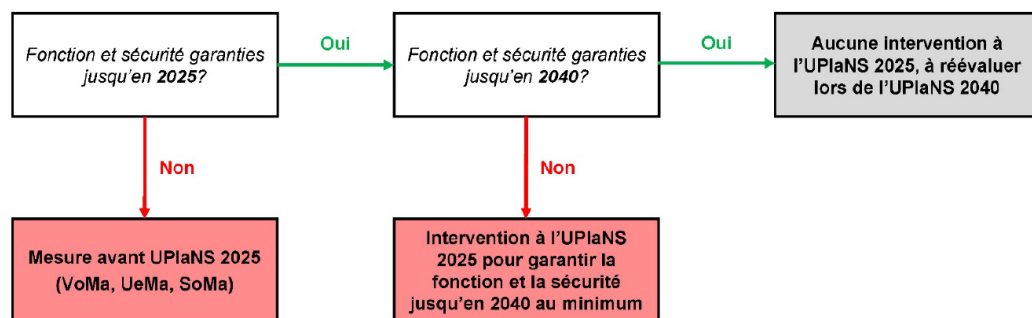 Fonction et sécurité garanties
jusqu'en 2025?
Oui
Fonction et sécurité garanties
jusqu'en 2040?
Oui
Aucune intervention à
l'UPlaNS 2025, à réévaluer
lors de l'UPlaNS 2040
Non
Non
Mesure avant UPlaNS 2025
(VoMa, UeMa, SoMa)
Intervention à l'UPlaNS
2025 pour garantir la
fonction et la sécurité
jusqu'en 2040 au minimum